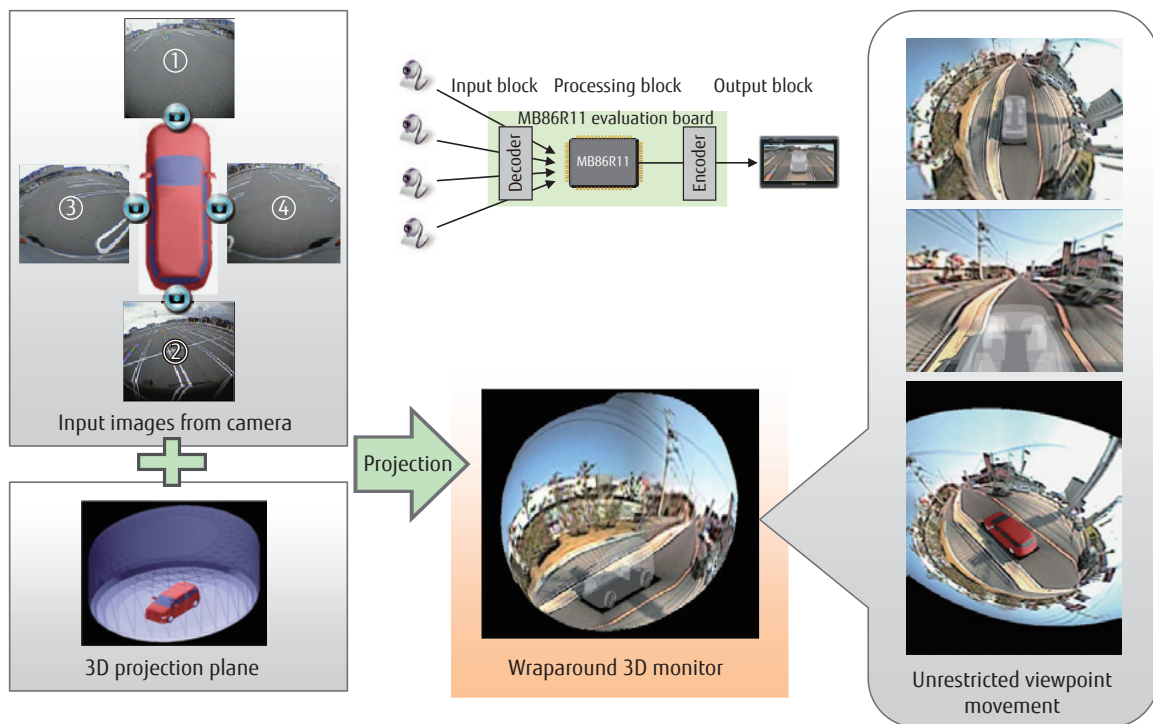 ①
③
④
②
Input images from camera
3D projection plane
Input block
Processing block
Output block
MB86R11 evaluation board
Decoder
MB86R11
Encoder
Projection
Wraparound 3D monitor
Unrestricted viewpoint
movement